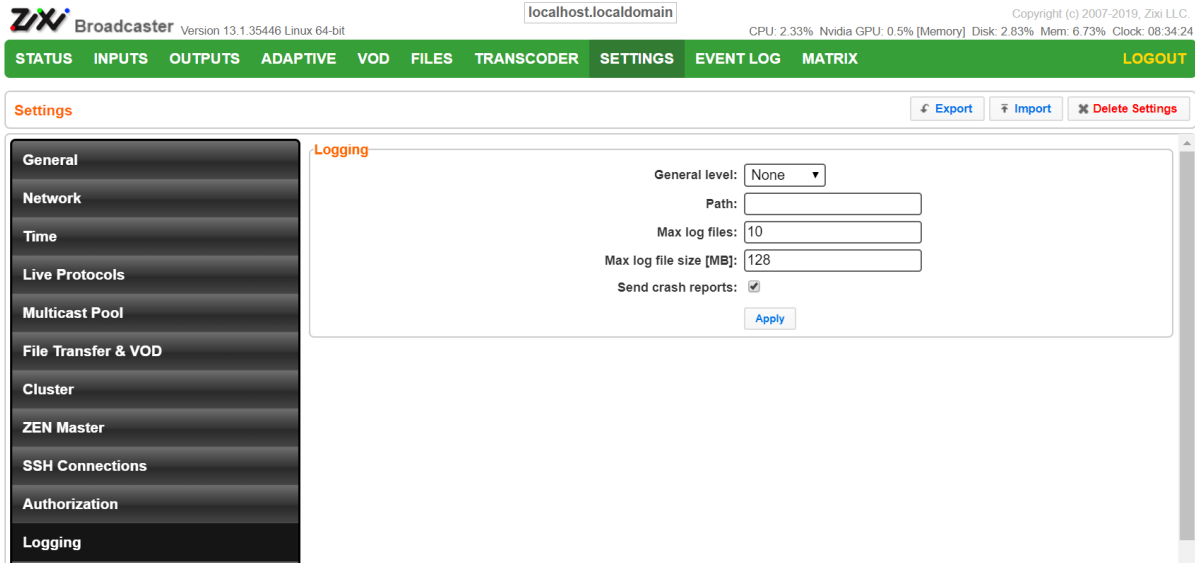 localhost.localdomain
Copyright (c) 2007-2019, Zixi LLC.
ZiXi Broadcaster Version 13.1.35446 Linux 64-bit
CPU: 2.33% Nvidia GPU: 0.5% [Memory] Disk: 2.83% Mem: 6.73% Clock: 08:34:24
STATUS INPUTS OUTPUTS ADAPTIVE VOD FILES TRANSCODER SETTINGS EVENT LOG MATRIX LOGOUT
Settings Export Import Delete Settings
General
Network
Time
Live Protocols
Multicast Pool
File Transfer & VOD
Cluster
ZEN Master
SSH Connections
Authorization
Logging
Logging
General level: None
Path:
Max log files: 10
Max log file size [MB]: 128
Send crash reports:
Apply